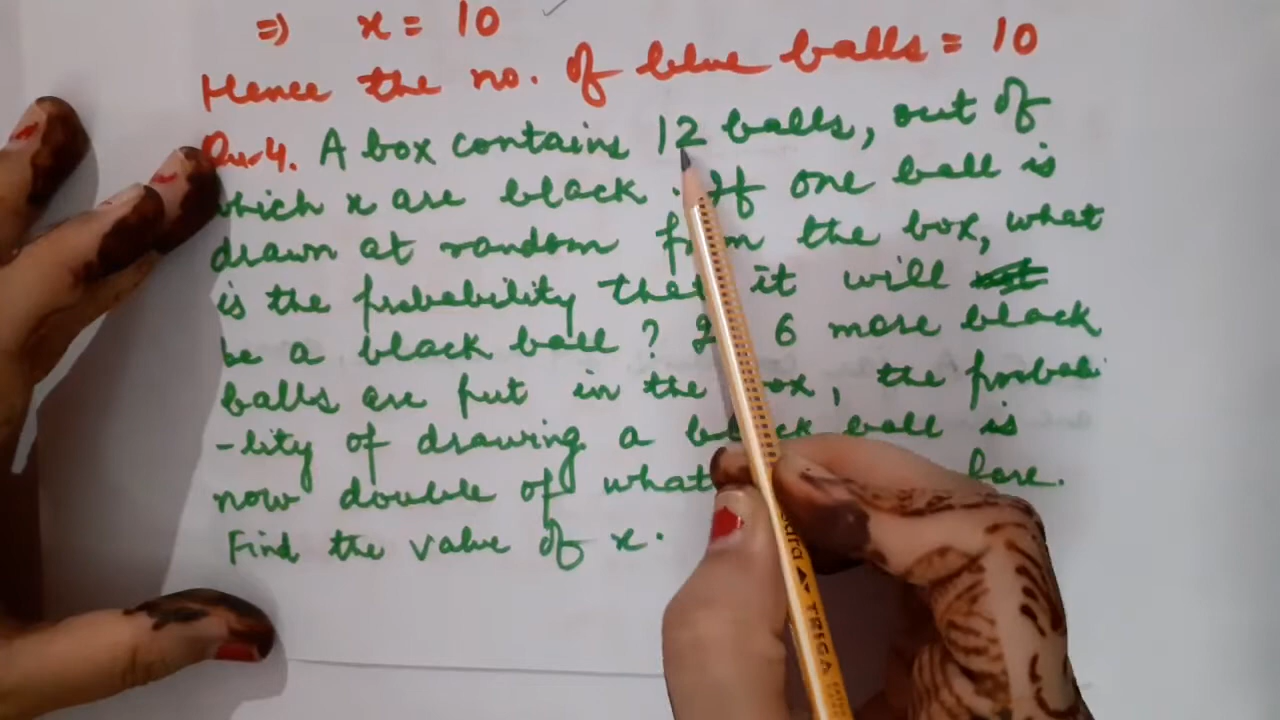 =) x = 10
Hence the no. of blue balls = 10
Qu-4. A box contains 12 balls, out of
which x are black. If one ball is
drawn at random from the box, what
is the probability that it will
be a black ball? 6 more black
balls are put in the box, the probabi
-lity of drawing a black ball is
now double of what
Find the value of x.
TRIGA